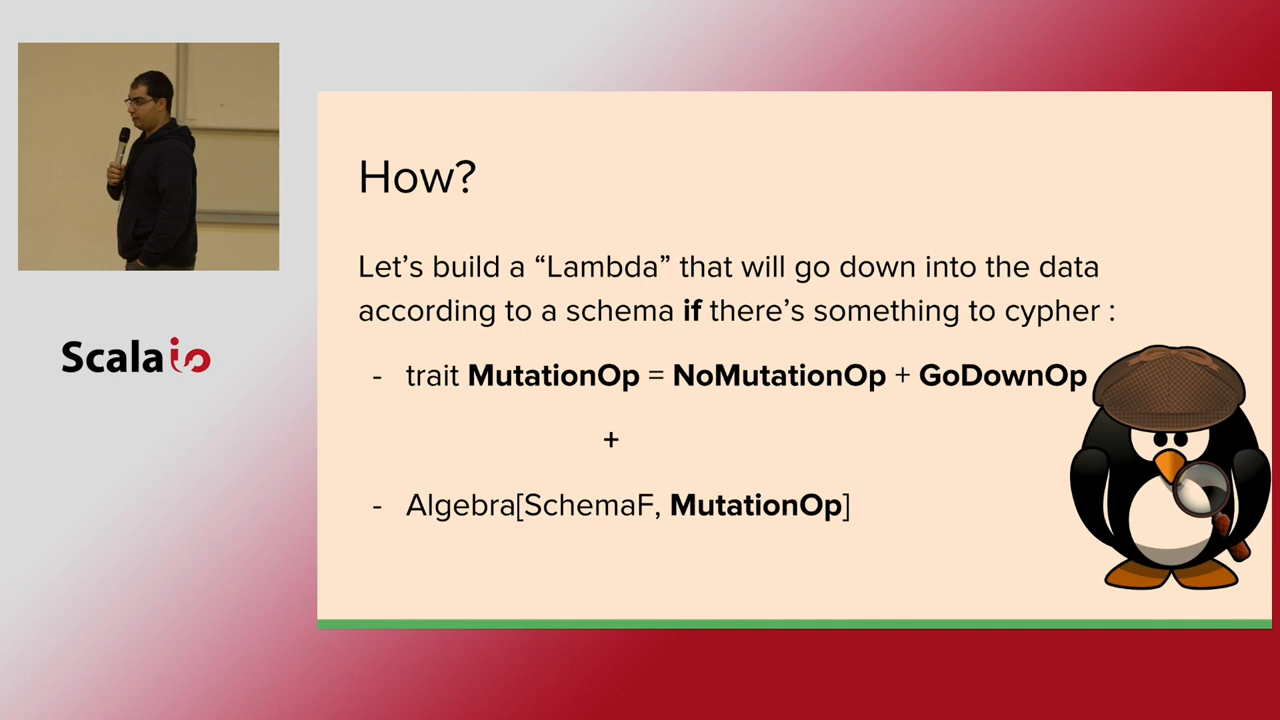 How?
Let's build a “Lambda” that will go down into the data
according to a schema if there's something to cypher :
- trait MutationOp = NoMutationOp + GoDownOp
+
- Algebra[SchemaF, MutationOp]
Scala io